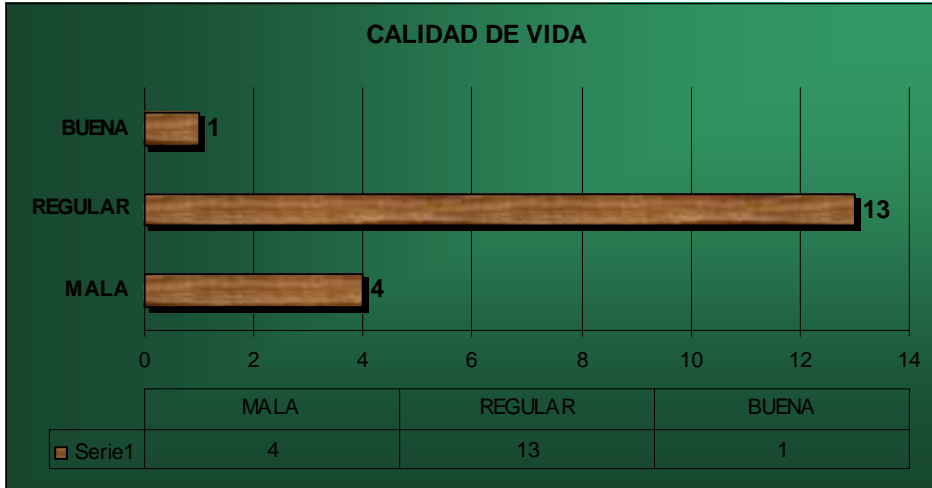 CALIDAD DE VIDA
BUENA 1
REGULAR 13
MALA 4
0 2 4 6 8 10 12 14
MALA REGULAR BUENA
Serie1 4 13 1